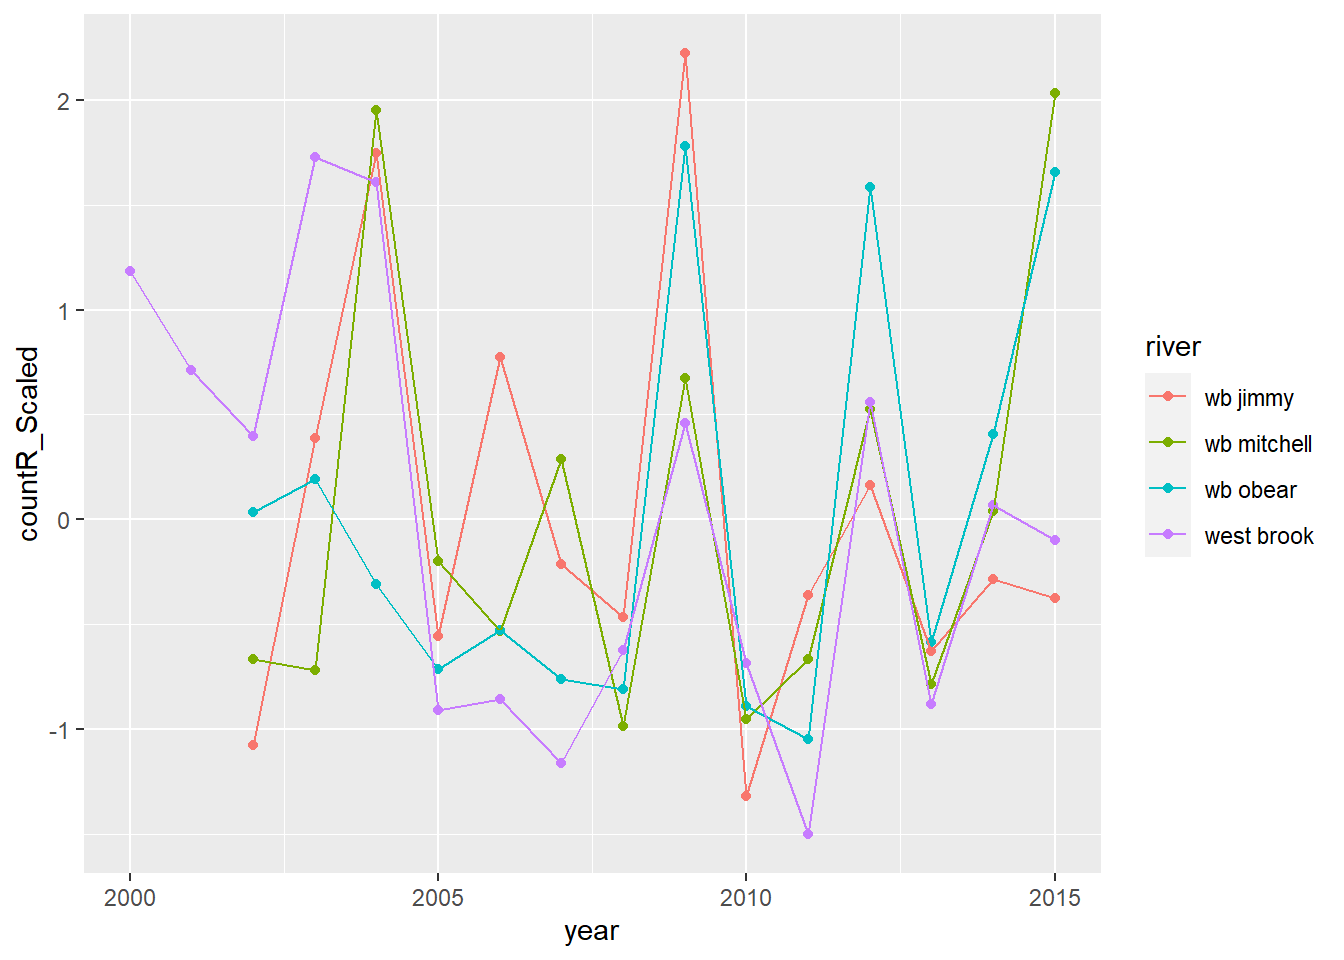 countR_Scaled
2
1
0
-1
2000
2005
2010
2015
year
river
wb jimmy
wb mitchell
wb obear
west brook